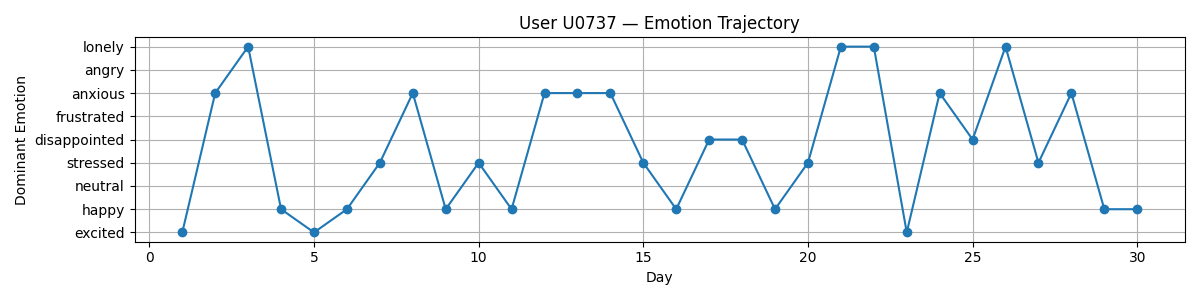 User U0737 — Emotion Trajectory
Dominant Emotion
lonely
angry
anxious
frustrated
disappointed
stressed
neutral
happy
excited
0 5 10 15 20 25 30
Day